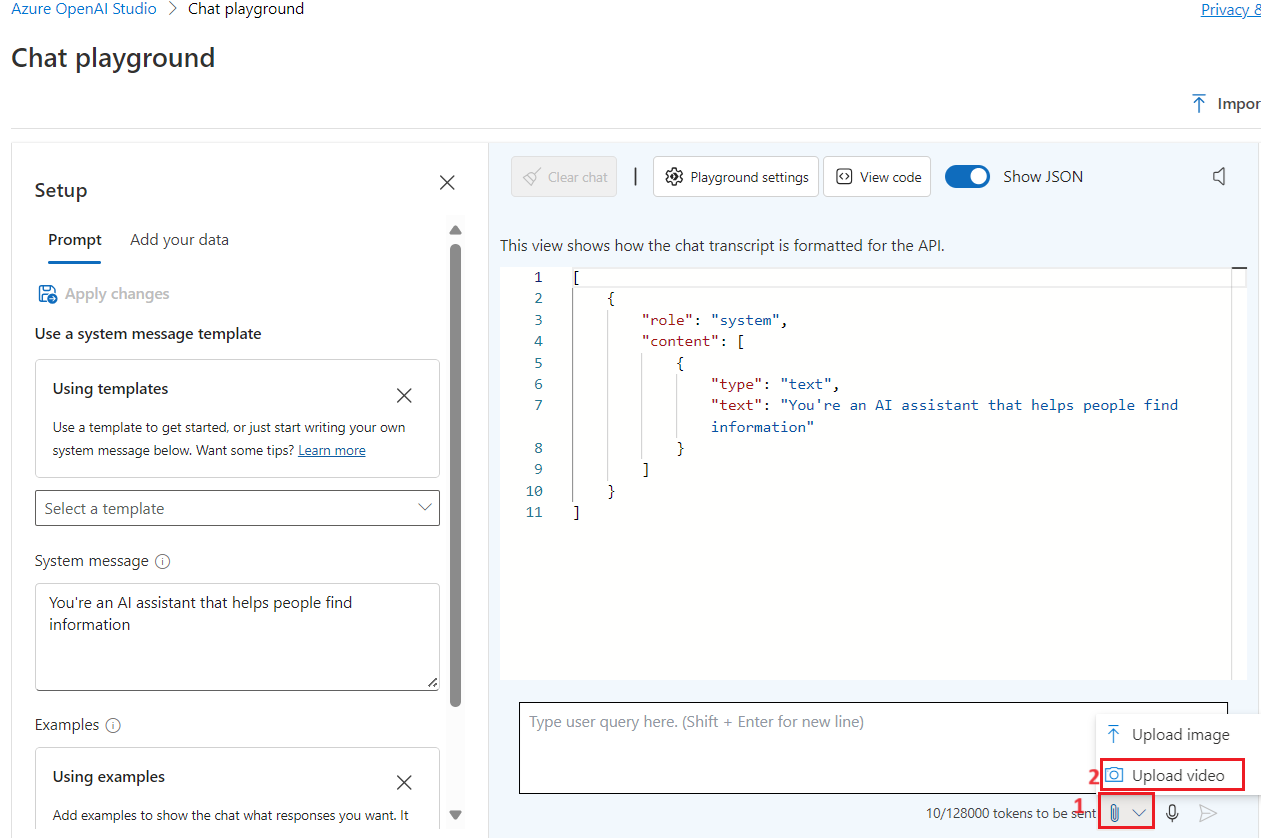 Azure OpenAI Studio > Chat playground
Privacy &
Chat playground
Impor
Setup
Prompt Add your data
Apply changes
Use a system message template
Using templates
Use a template to get started, or just start writing your own
system message below. Want some tips? Learn more
Select a template
System message
You're an AI assistant that helps people find
information
Examples
Using examples
Add examples to show the chat what responses you want. It
Clear chat | Playground settings View code Show JSON
This view shows how the chat transcript is formatted for the API.
1 [
2 {
3 "role": "system",
4 "content": [
5 {
6 "type": "text",
7 "text": "You're an AI assistant that helps people find
information"
8 }
9 ]
10 }
11 ]
Type user query here. (Shift + Enter for new line)
Upload image
2 Upload video
10/128000 tokens to be sent 1